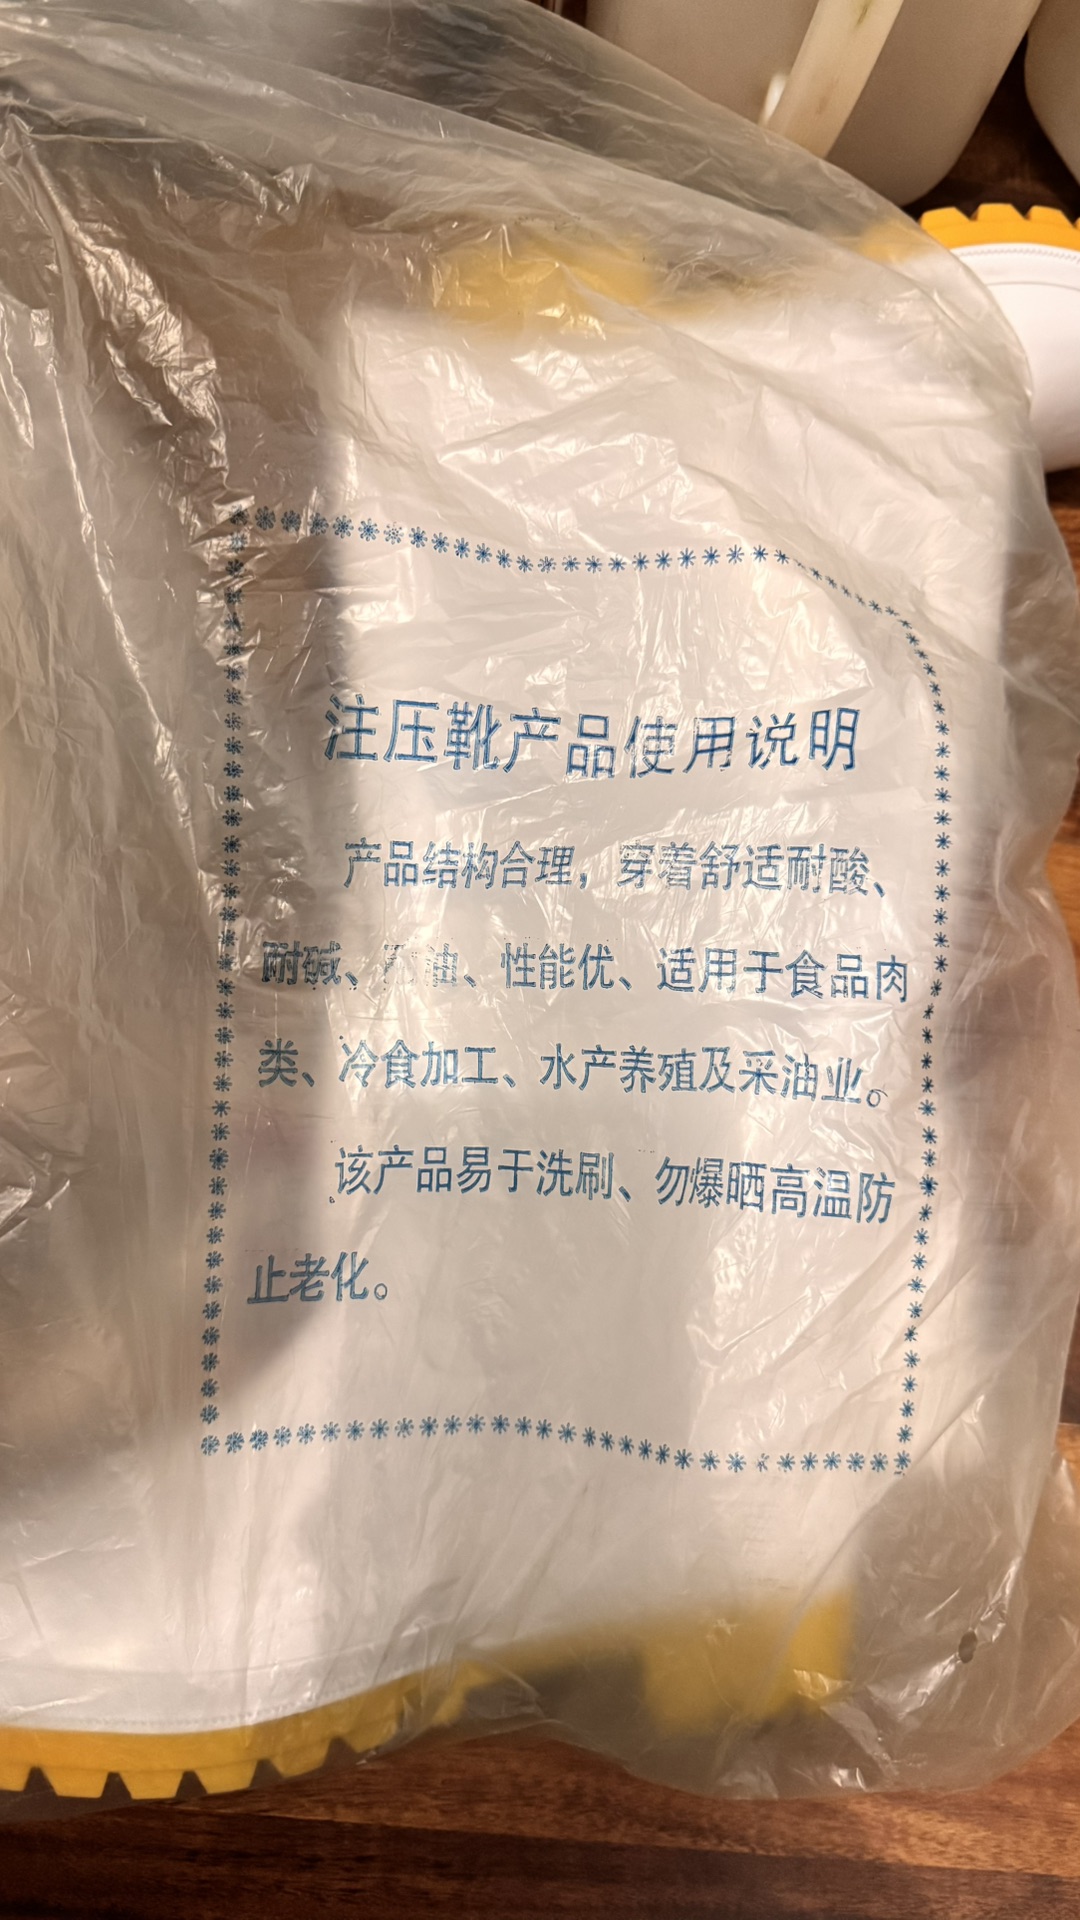 注压靴产品使用说明
产品结构合理，穿着舒适耐酸、
耐碱、油、性能优、适用于食品肉
类、冷食加工、水产养殖及采油业。
该产品易于洗刷、勿爆晒高温防
止老化。